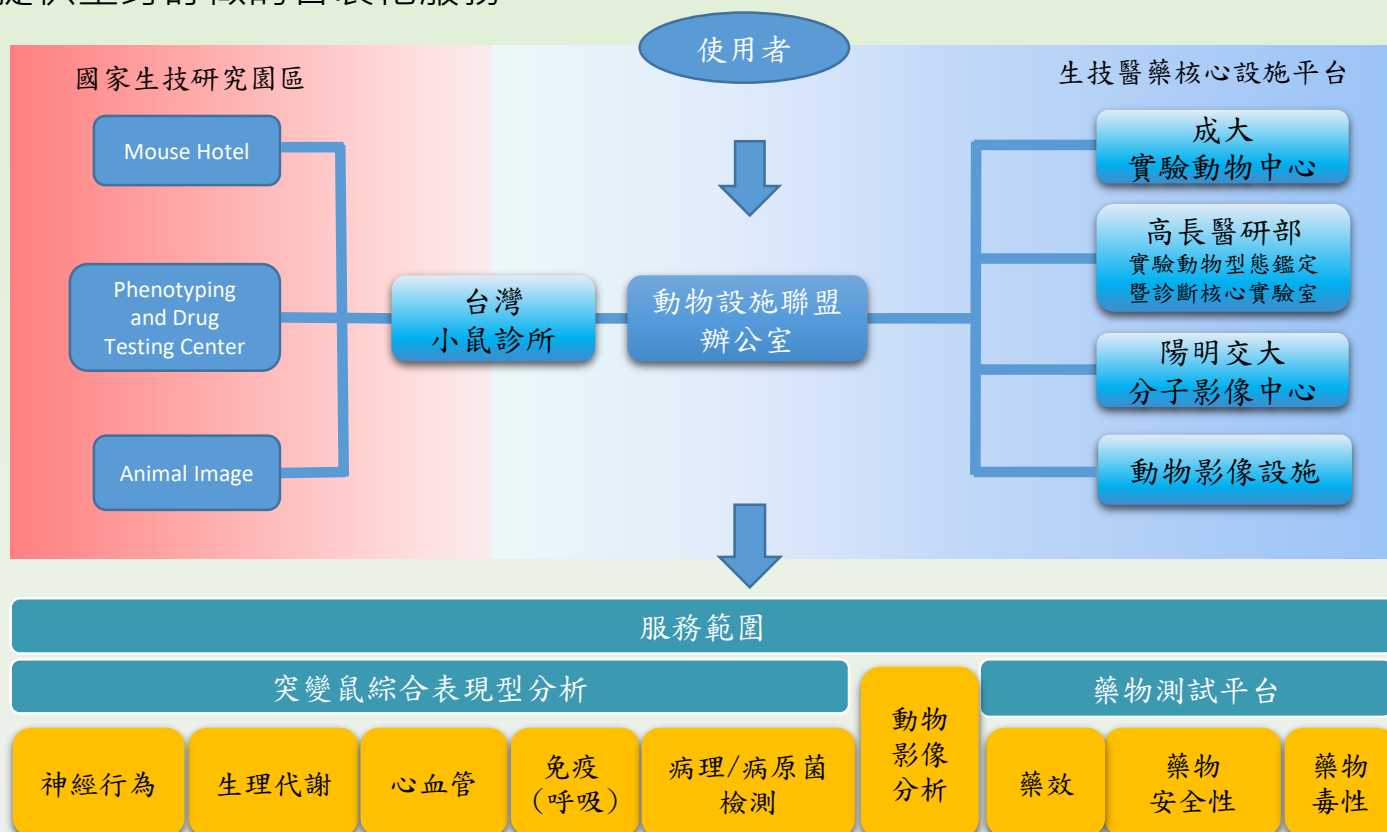 使用者
國家生技研究園區
生技醫藥核心設施平台
Mouse Hotel
Phenotyping
and Drug
Testing Center
Animal Image
台灣
小鼠診所
動物設施聯盟
辦公室
成大
實驗動物中心
高長醫研部
實驗動物型態鑑定
暨診斷核心實驗室
陽明交大
分子影像中心
動物影像設施
服務範圍
突變鼠綜合表現型分析
藥物測試平台
神經行為
生理代謝
心血管
免疫
(呼吸)
病理/病原菌
檢測
動物
影像
分析
藥效
藥物
安全性
藥物
毒性